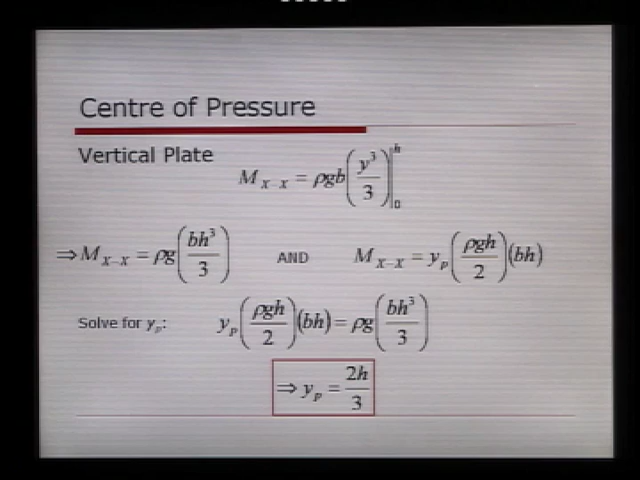 Centre of Pressure
Vertical Plate
M_{X-X} = ρgb(y³/3)|₀ʰ
⇒ M_{X-X} = ρg(bh³/3) AND M_{X-X} = y_p(ρgh/2)(bh)
Solve for y_p: y_p(ρgh/2)(bh) = ρg(bh³/3)
⇒ y_p = 2h/3